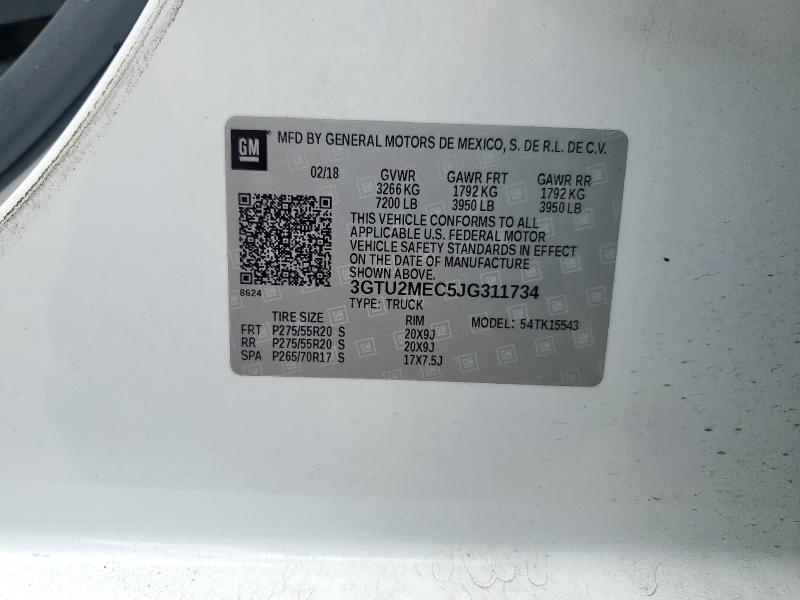 GM® MFD BY GENERAL MOTORS DE MEXICO, S. DE R.L. DE C.V.
02/18 GVWR GAWR FRT GAWR RR
3266 KG 1792 KG 1792 KG
7200 LB 3950 LB 3950 LB
THIS VEHICLE CONFORMS TO ALL
APPLICABLE U.S. FEDERAL MOTOR
VEHICLE SAFETY STANDARDS IN EFFECT
ON THE DATE OF MANUFACTURE
SHOWN ABOVE.
8624 3GTU2MEC5JG311734
TYPE: TRUCK
TIRE SIZE RIM MODEL: 54TK15543
FRT P275/55R20 S 20X9J
RR P275/55R20 S 20X9J
SPA P265/70R17 S 17X7.5J